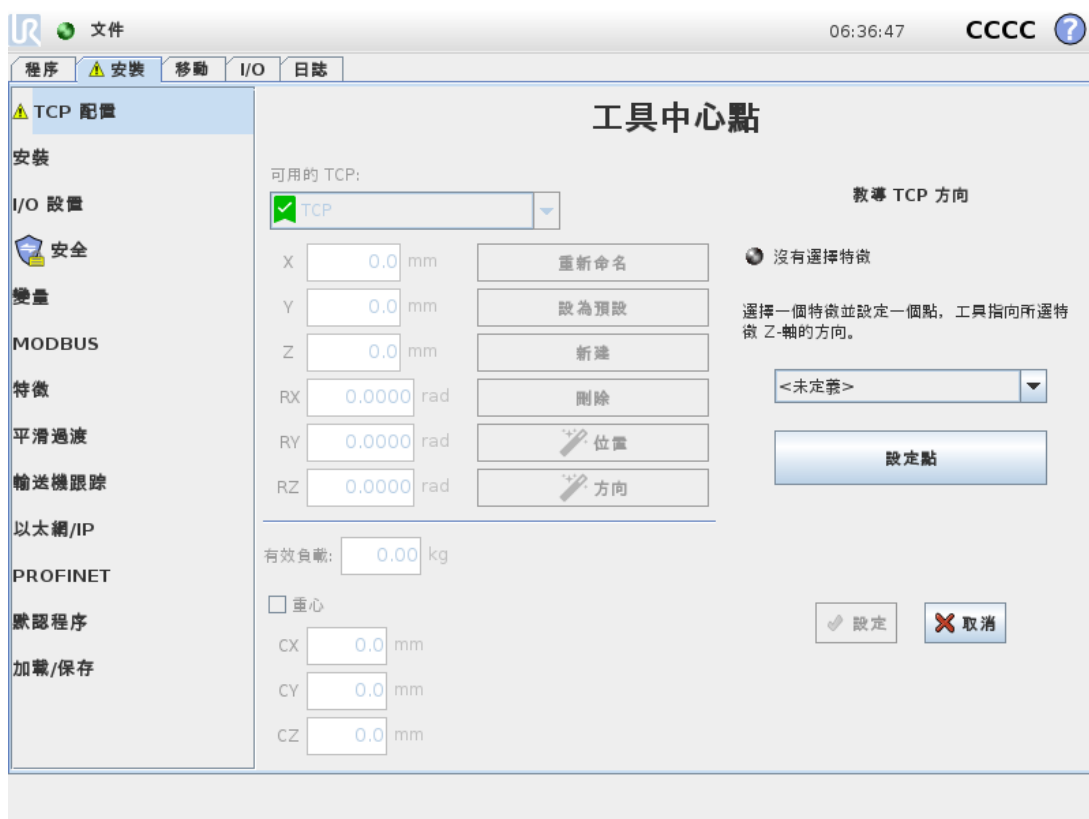 UR 文件 06:36:47 CCCC ?
程序 安裝 移動 I/O 日誌
TCP 配置
安裝
I/O 設置
安全
變量
MODBUS
特徵
平滑過渡
輸送機跟踪
以太網/IP
PROFINET
默認程序
加載/保存
工具中心點
可用的 TCP:
TCP
X 0.0 mm 重新命名
Y 0.0 mm 設為預設
Z 0.0 mm 新建
RX 0.0000 rad 刪除
RY 0.0000 rad 位置
RZ 0.0000 rad 方向
有效負載: 0.00 kg
重心
CX 0.0 mm
CY 0.0 mm
CZ 0.0 mm
教導 TCP 方向
沒有選擇特徵
選擇一個特徵並設定一個點，工具指向所選特
徵 Z-軸的方向。
<未定義>
設定點
設定 取消